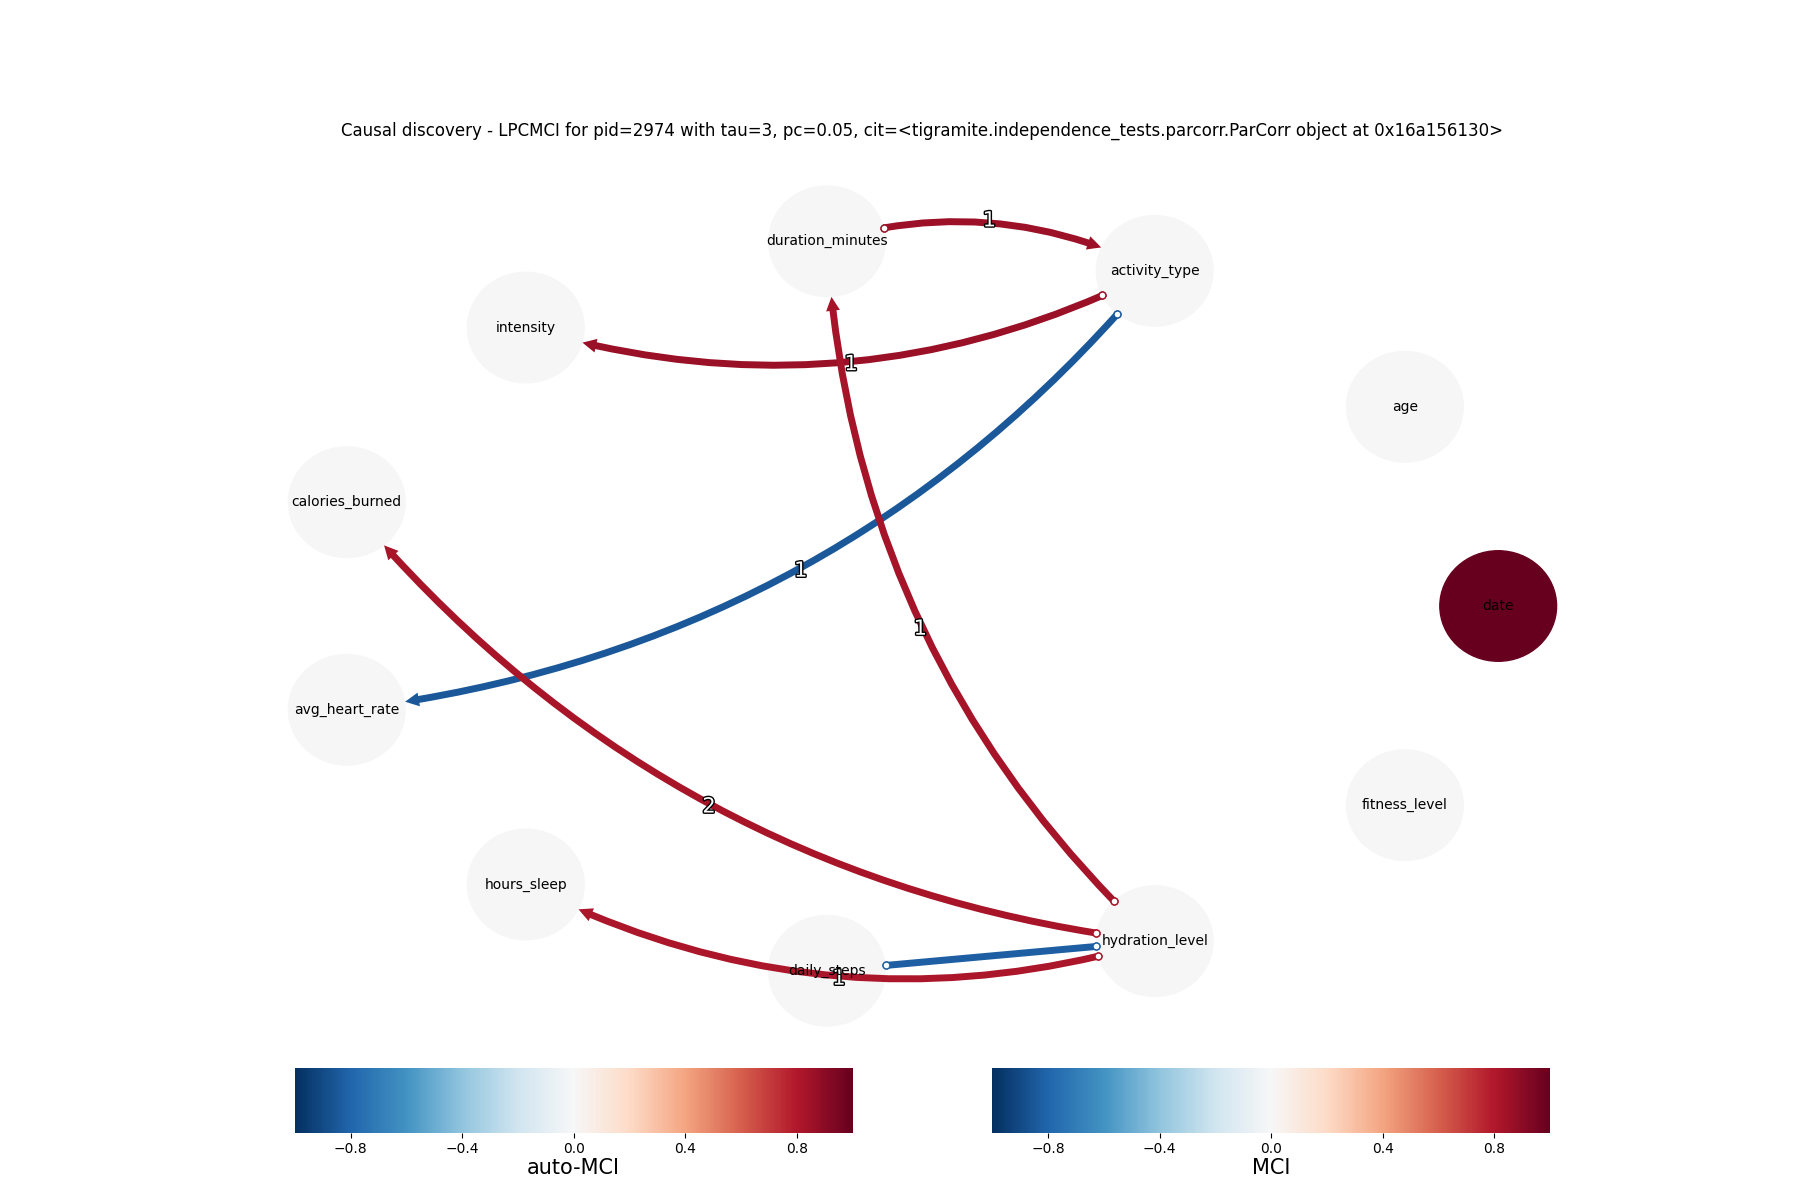 Causal discovery - LPCMCI for pid=2974 with tau=3, pc=0.05, cit=<tigramite.independence_tests.parcorr.ParCorr object at 0x16a156130>
1
duration_minutes
activity_type
intensity
1
age
calories_burned
1
date
1
avg_heart_rate
2
fitness_level
hours_sleep
hydration_level
daily_steps
1
−0.8 −0.4 0.0 0.4 0.8
auto-MCI
−0.8 −0.4 0.0 0.4 0.8
MCI